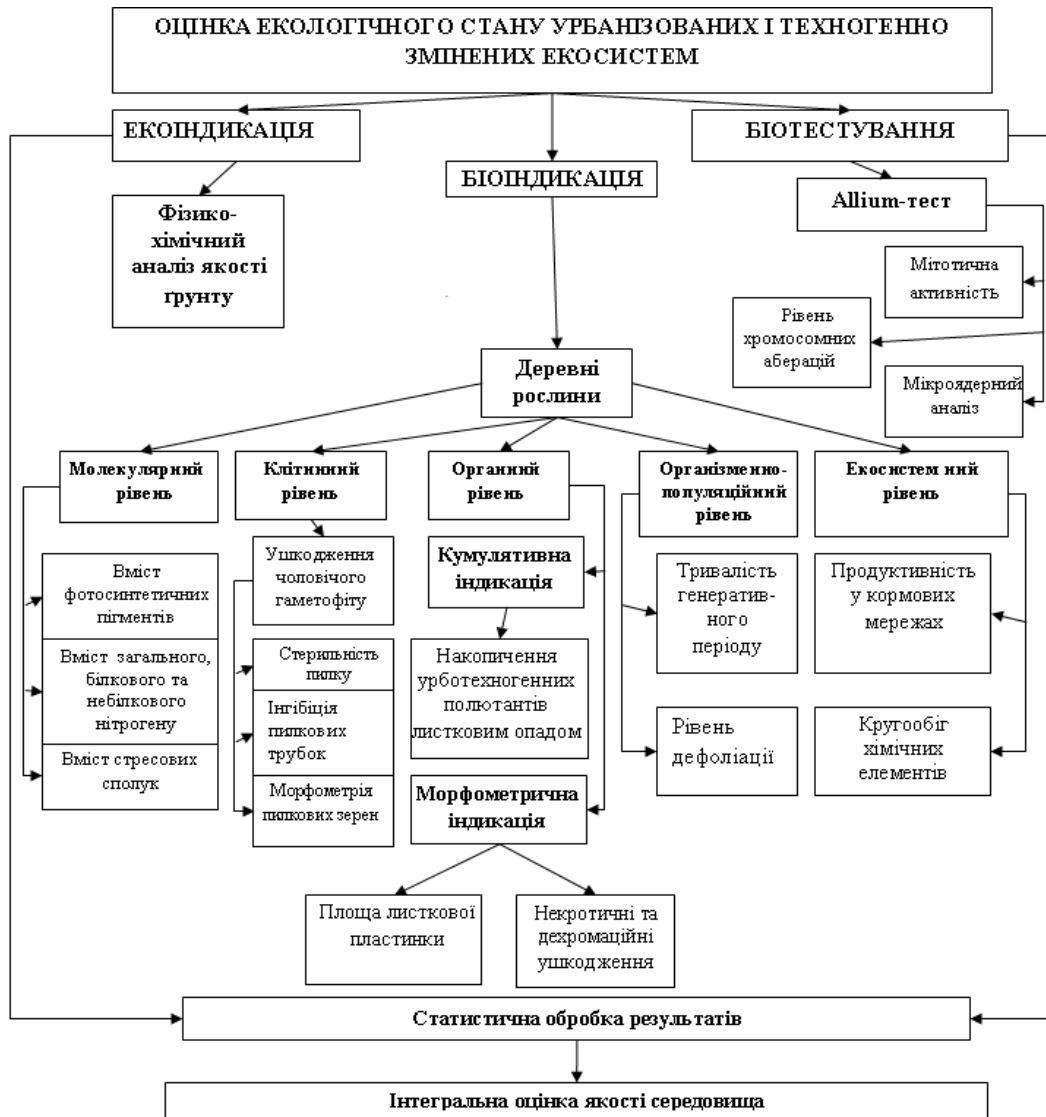 ОЦІНКА ЕКОЛОГІЧНОГО СТАНУ УРБАНІЗОВАНИХ І ТЕХНОГЕННО
ЗМІНЕНИХ ЕКОСИСТЕМ
ЕКОІНДИКАЦІЯ
БІОІНДИКАЦІЯ
БІОТЕСТУВАННЯ
Фізико-
хімічний
аналіз якості
ґрунту
Allium-тест
Мітотична
активність
Рівень
хромосомних
аберацій
Мікроядерний
аналіз
Деревні
рослини
Молекулярний
рівень
Клітинний
рівень
Органний
рівень
Організменно-
популяційний
рівень
Екосистем ний
рівень
Вміст
фотосинтетичних
пігментів
Вміст загального,
білкового та
небілкового
нітрогену
Вміст стресових
сполук
Ушкодження
чоловічого
гаметофіту
Стерильність
пилку
Інгібіція
пилкових
трубок
Морфометрія
пилкових зерен
Кумулятивна
індикація
Накопичення
урботехногенних
полютантів
листковим опадом
Морфометрична
індикація
Площа листкової
пластинки
Некротичні та
дехромаційні
ушкодження
Тривалість
генератив-
ного
періоду
Рівень
дефоліації
Продуктивність
у кормових
мережах
Кругообіг
хімічних
елементів
Статистична обробка результатів
Інтегральна оцінка якості середовища